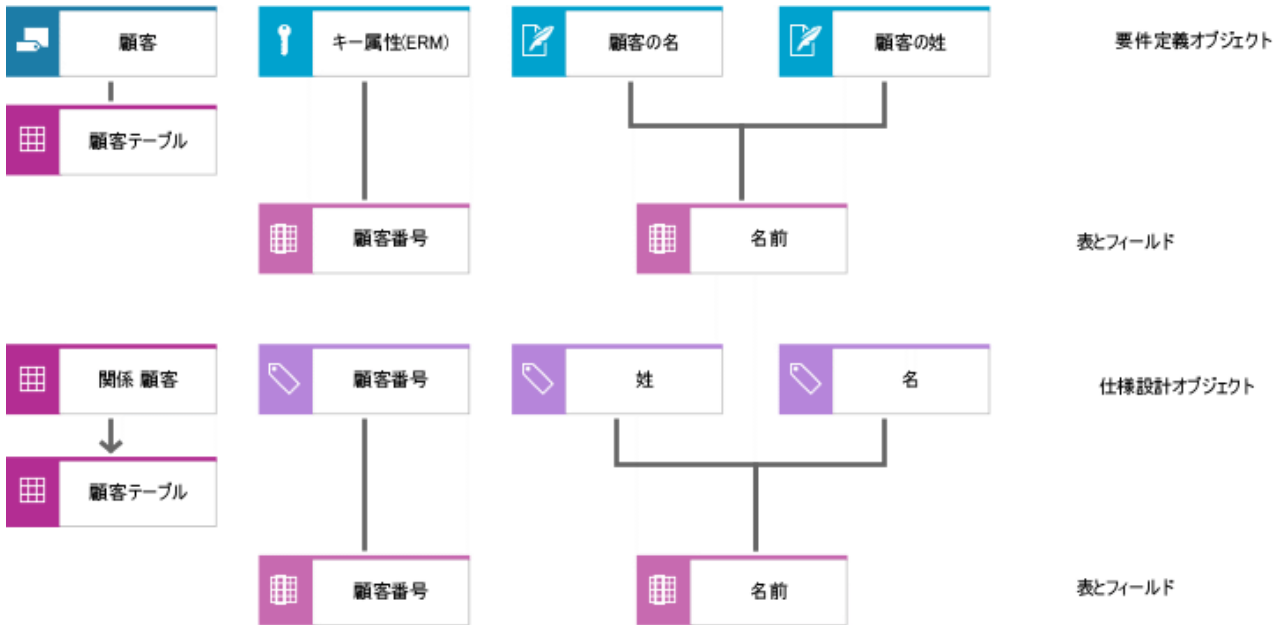 顧客
キー属性(ERM)
顧客の名
顧客の姓
要件定義オブジェクト
顧客テーブル
顧客番号
名前
表とフィールド
関係 顧客
顧客番号
姓
名
仕様設計オブジェクト
顧客テーブル
顧客番号
名前
表とフィールド